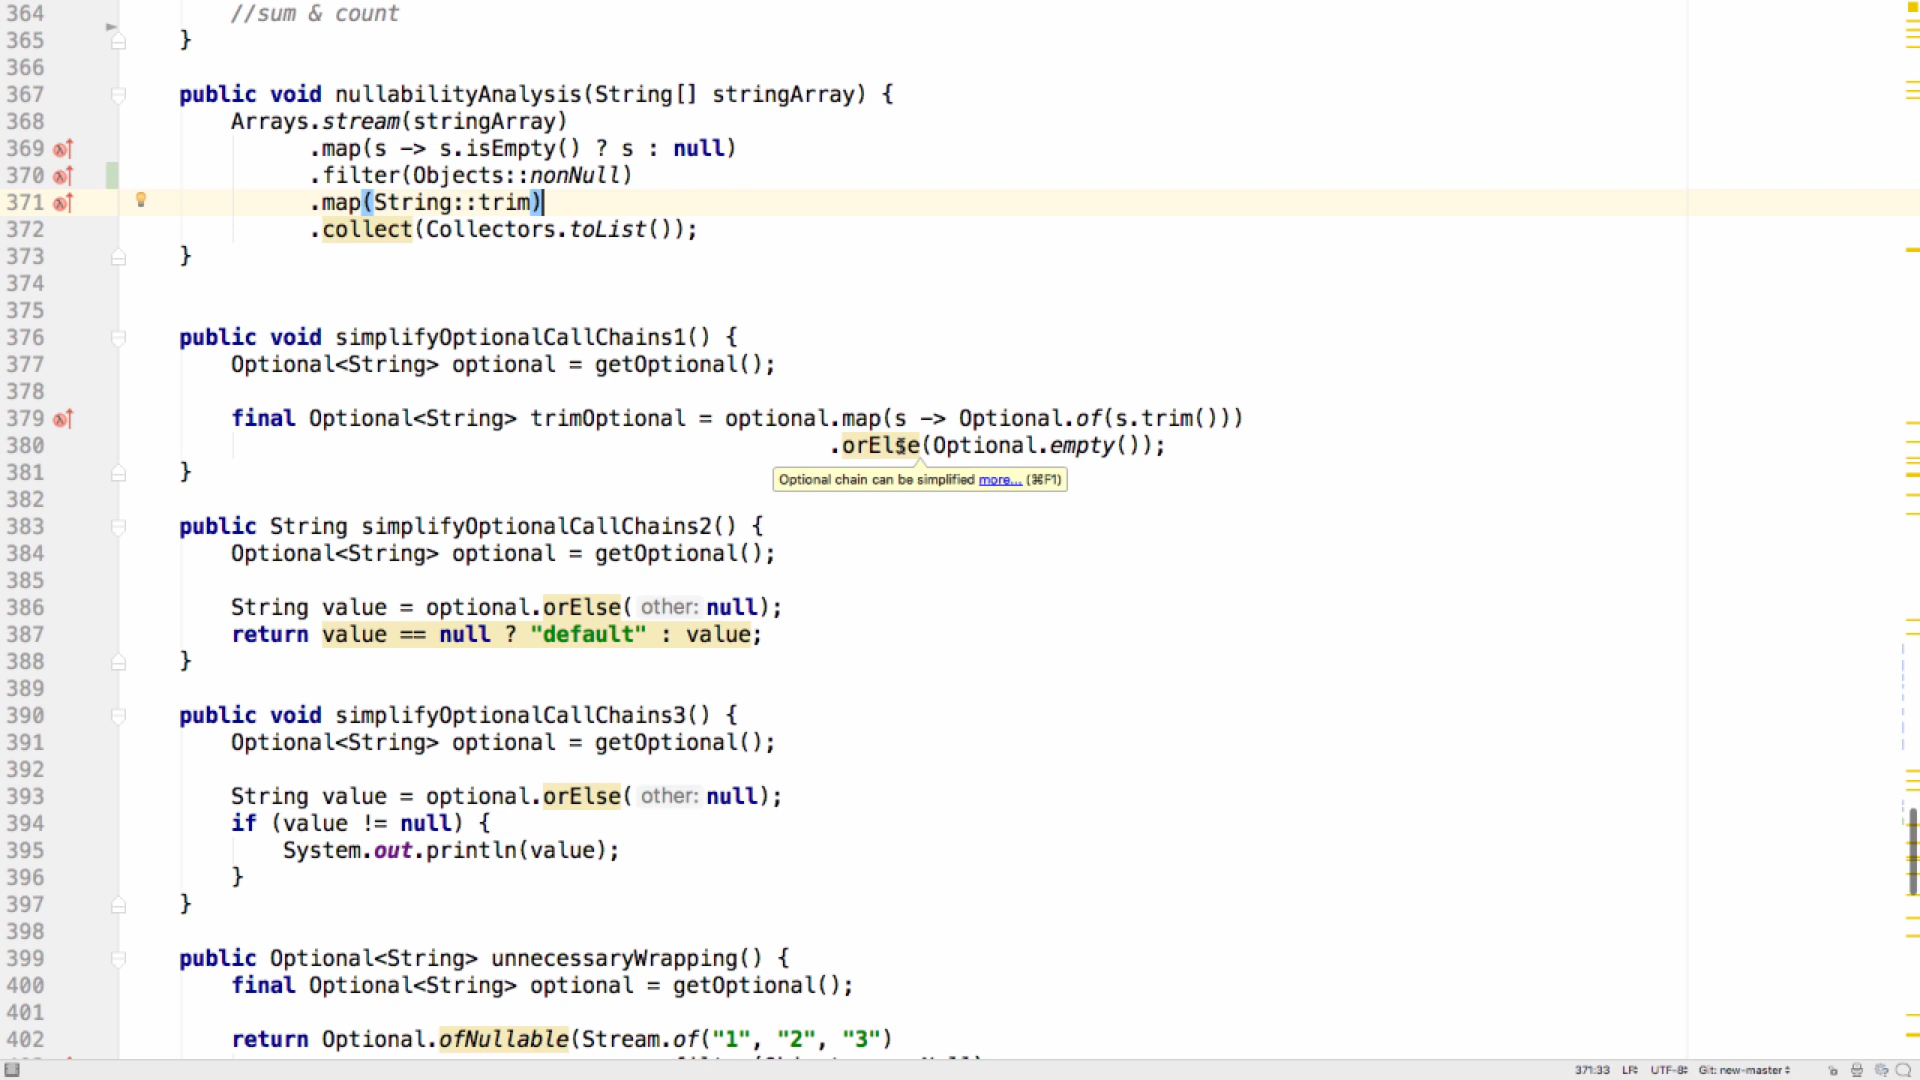 364 //sum & count
365 }
366
367 public void nullabilityAnalysis(String[] stringArray) {
368 Arrays.stream(stringArray)
369 .map(s -> s.isEmpty() ? s : null)
370 .filter(Objects::nonNull)
371 .map(String::trim)
372 .collect(Collectors.toList());
373 }
374
375
376 public void simplifyOptionalCallChains1() {
377 Optional<String> optional = getOptional();
378
379 final Optional<String> trimOptional = optional.map(s -> Optional.of(s.trim()))
380 .orElse(Optional.empty());
381 }
Optional chain can be simplified more... (⌘F1)
382
383 public String simplifyOptionalCallChains2() {
384 Optional<String> optional = getOptional();
385
386 String value = optional.orElse( other: null);
387 return value == null ? "default" : value;
388 }
389
390 public void simplifyOptionalCallChains3() {
391 Optional<String> optional = getOptional();
392
393 String value = optional.orElse( other: null);
394 if (value != null) {
395 System.out.println(value);
396 }
397 }
398
399 public Optional<String> unnecessaryWrapping() {
400 final Optional<String> optional = getOptional();
401
402 return Optional.ofNullable(Stream.of("1", "2", "3")
371:33 LF UTF-8 Git: new-master